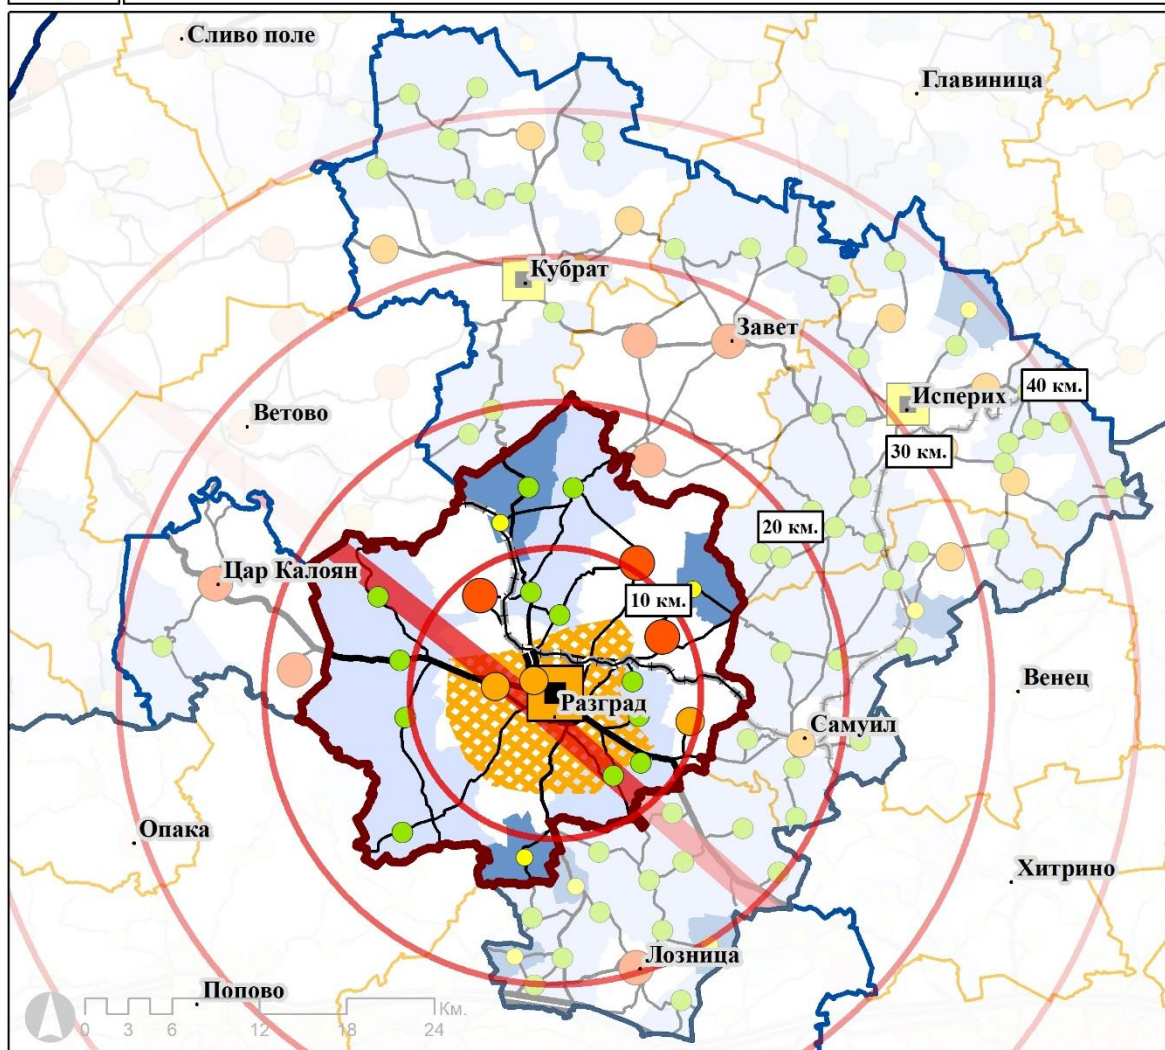 Сливо поле
Главиница
Кубрат
Завет
Ветово
Исперих
40 км.
30 км.
20 км.
Цар Калоян
10 км.
Разград
Венец
Самуил
Опака
Хитрино
Лозница
Попово
Км.
0 3 6 12 18 24